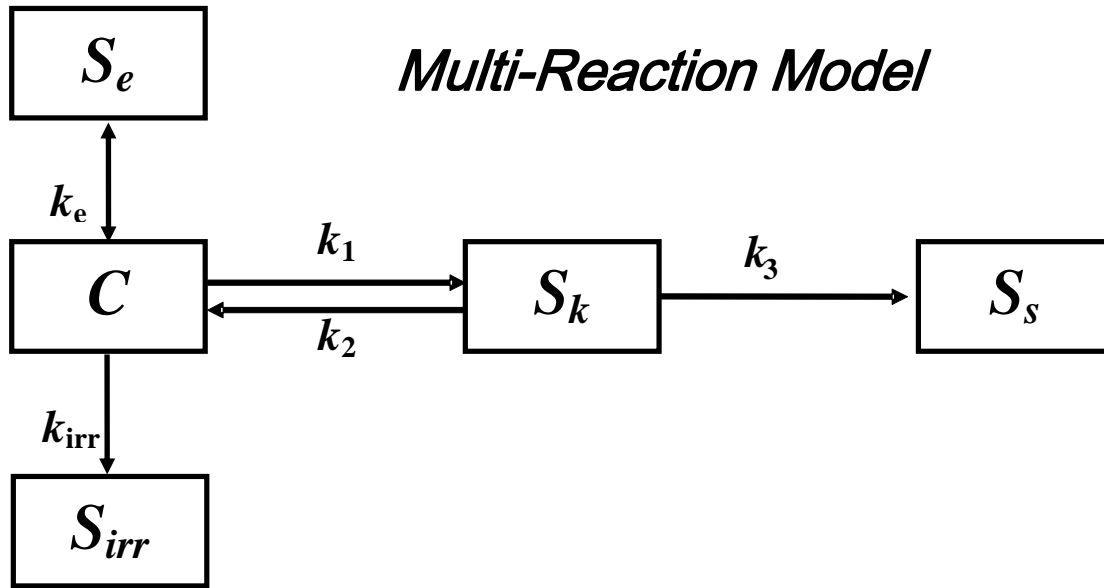 S_e
Multi-Reaction Model
k_e
C
k_1
k_2
S_k
k_3
S_s
k_irr
S_irr